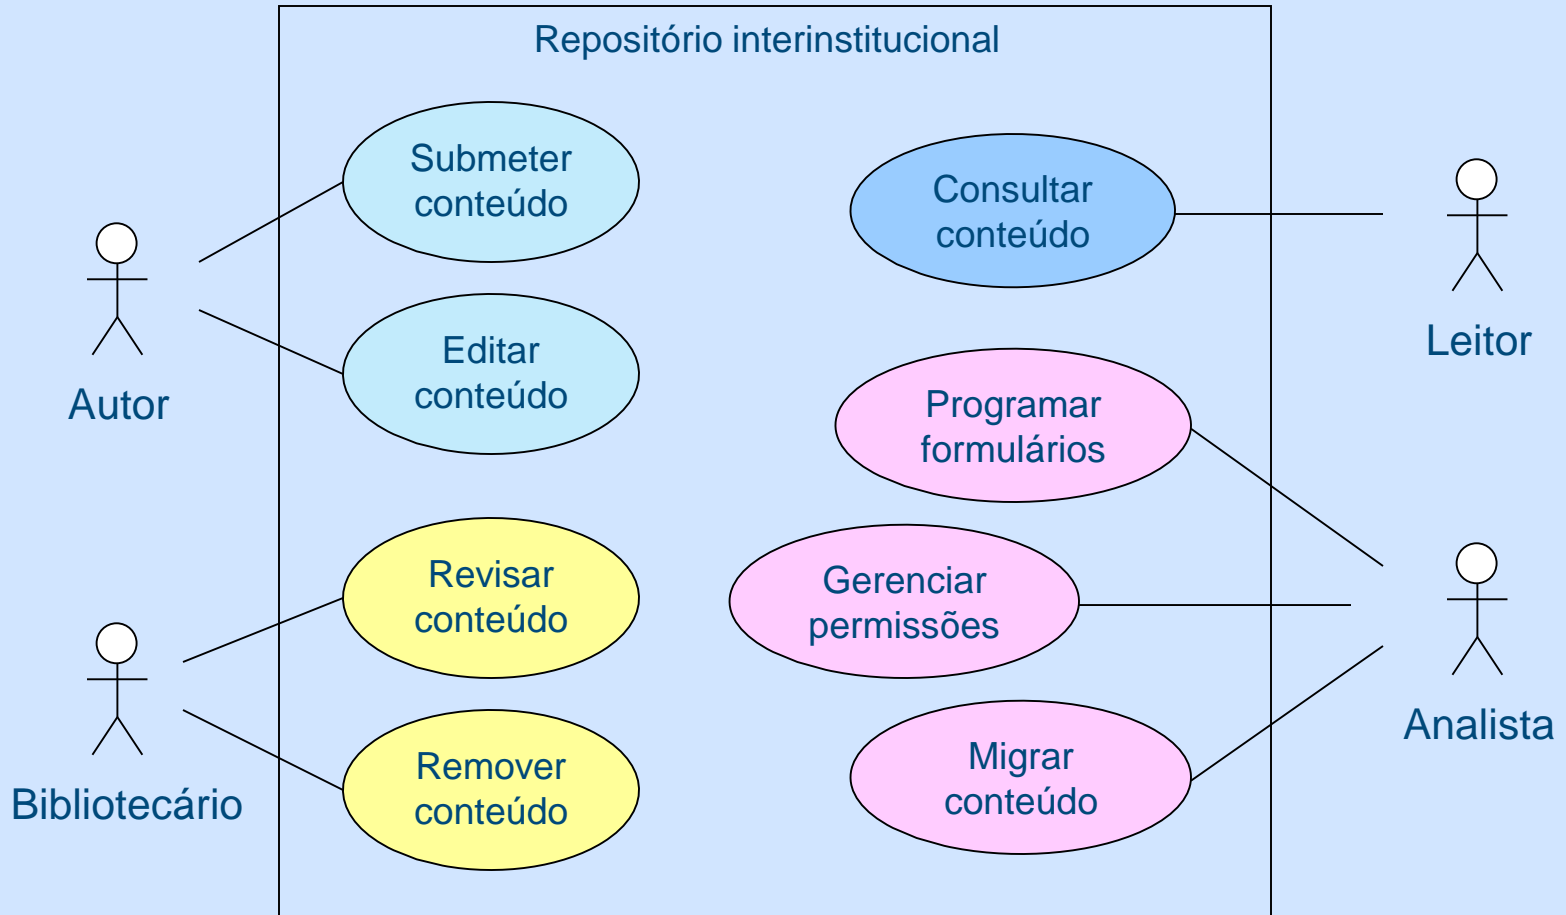 Repositório interinstitucional
Submeter
conteúdo
Editar
conteúdo
Autor
Revisar
conteúdo
Remover
conteúdo
Bibliotecário
Consultar
conteúdo
Leitor
Programar
formulários
Gerenciar
permissões
Migrar
conteúdo
Analista